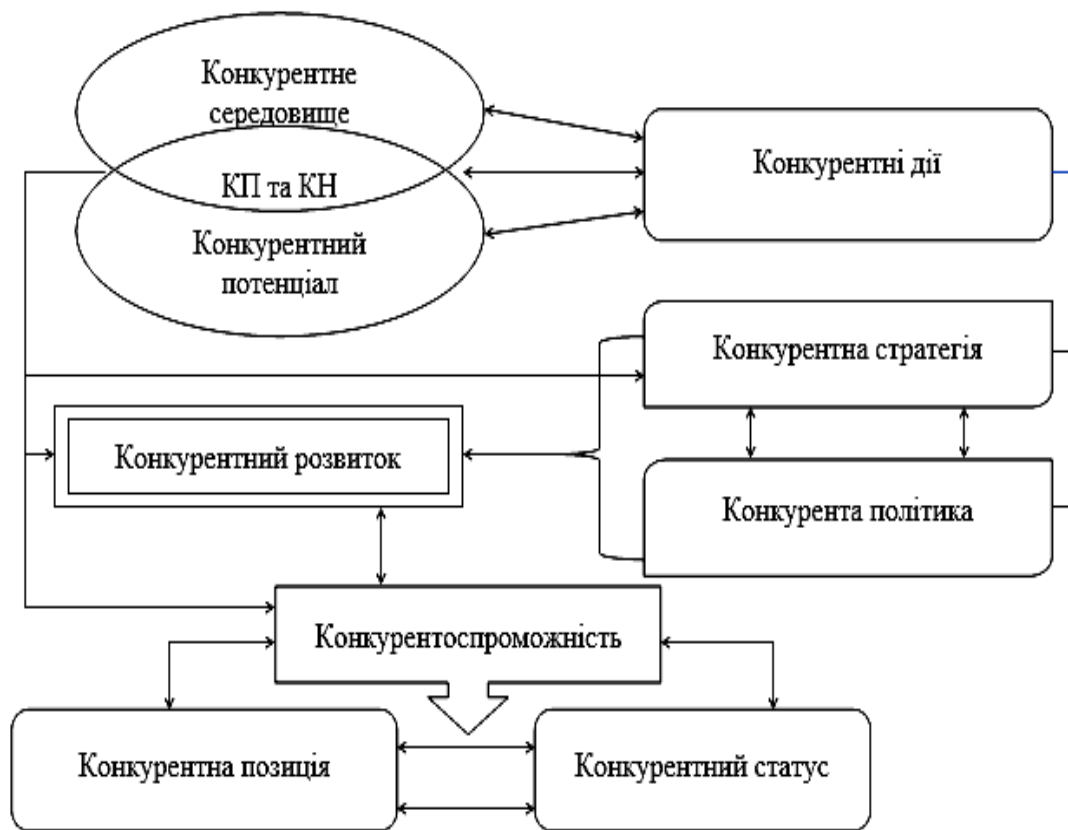 Конкурентне
середовище
КП та КН
Конкурентний
потенціал
Конкурентні дії
Конкурентна стратегія
Конкурентний розвиток
Конкурента політика
Конкурентоспроможність
Конкурентна позиція
Конкурентний статус